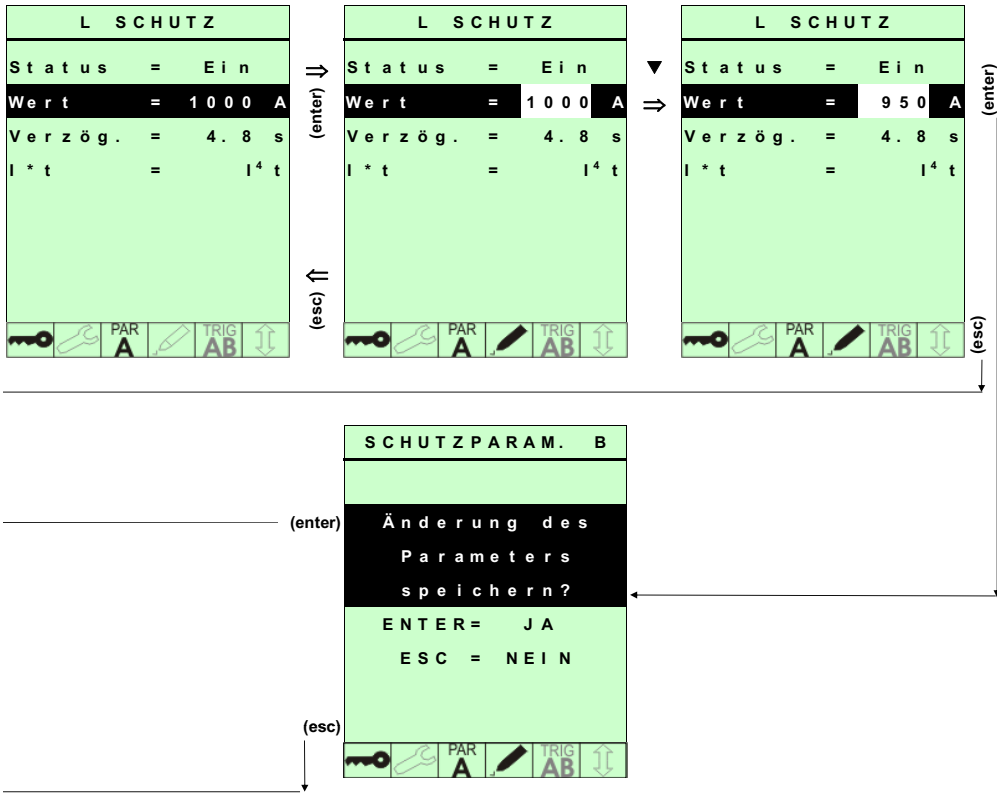 L SCHUTZ
Status = Ein
Wert = 1000 A
Verzög. = 4.8 s
I*t = I⁴t
PAR A TRIG AB
⇒
(enter)
⇐
(esc)
L SCHUTZ
Status = Ein
Wert = 1000 A
Verzög. = 4.8 s
I*t = I⁴t
PAR A TRIG AB
▼
⇒
L SCHUTZ
Status = Ein
Wert = 950 A
Verzög. = 4.8 s
I*t = I⁴t
PAR A TRIG AB
(enter)
(esc)
SCHUTZPARAM. B
(enter)
Änderung des
Parameters
speichern?
ENTER= JA
ESC = NEIN
(esc)
PAR A TRIG AB